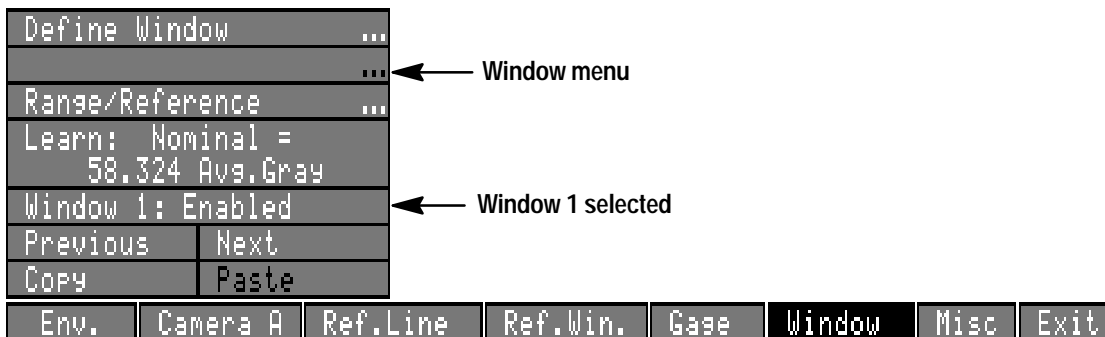 Define Window ...
... Window menu
Range/Reference ...
Learn: Nominal =
58.324 Avg.Gray
Window 1: Enabled Window 1 selected
Previous Next
Copy Paste
Env. Camera A Ref.Line Ref.Win. Gage Window Misc Exit